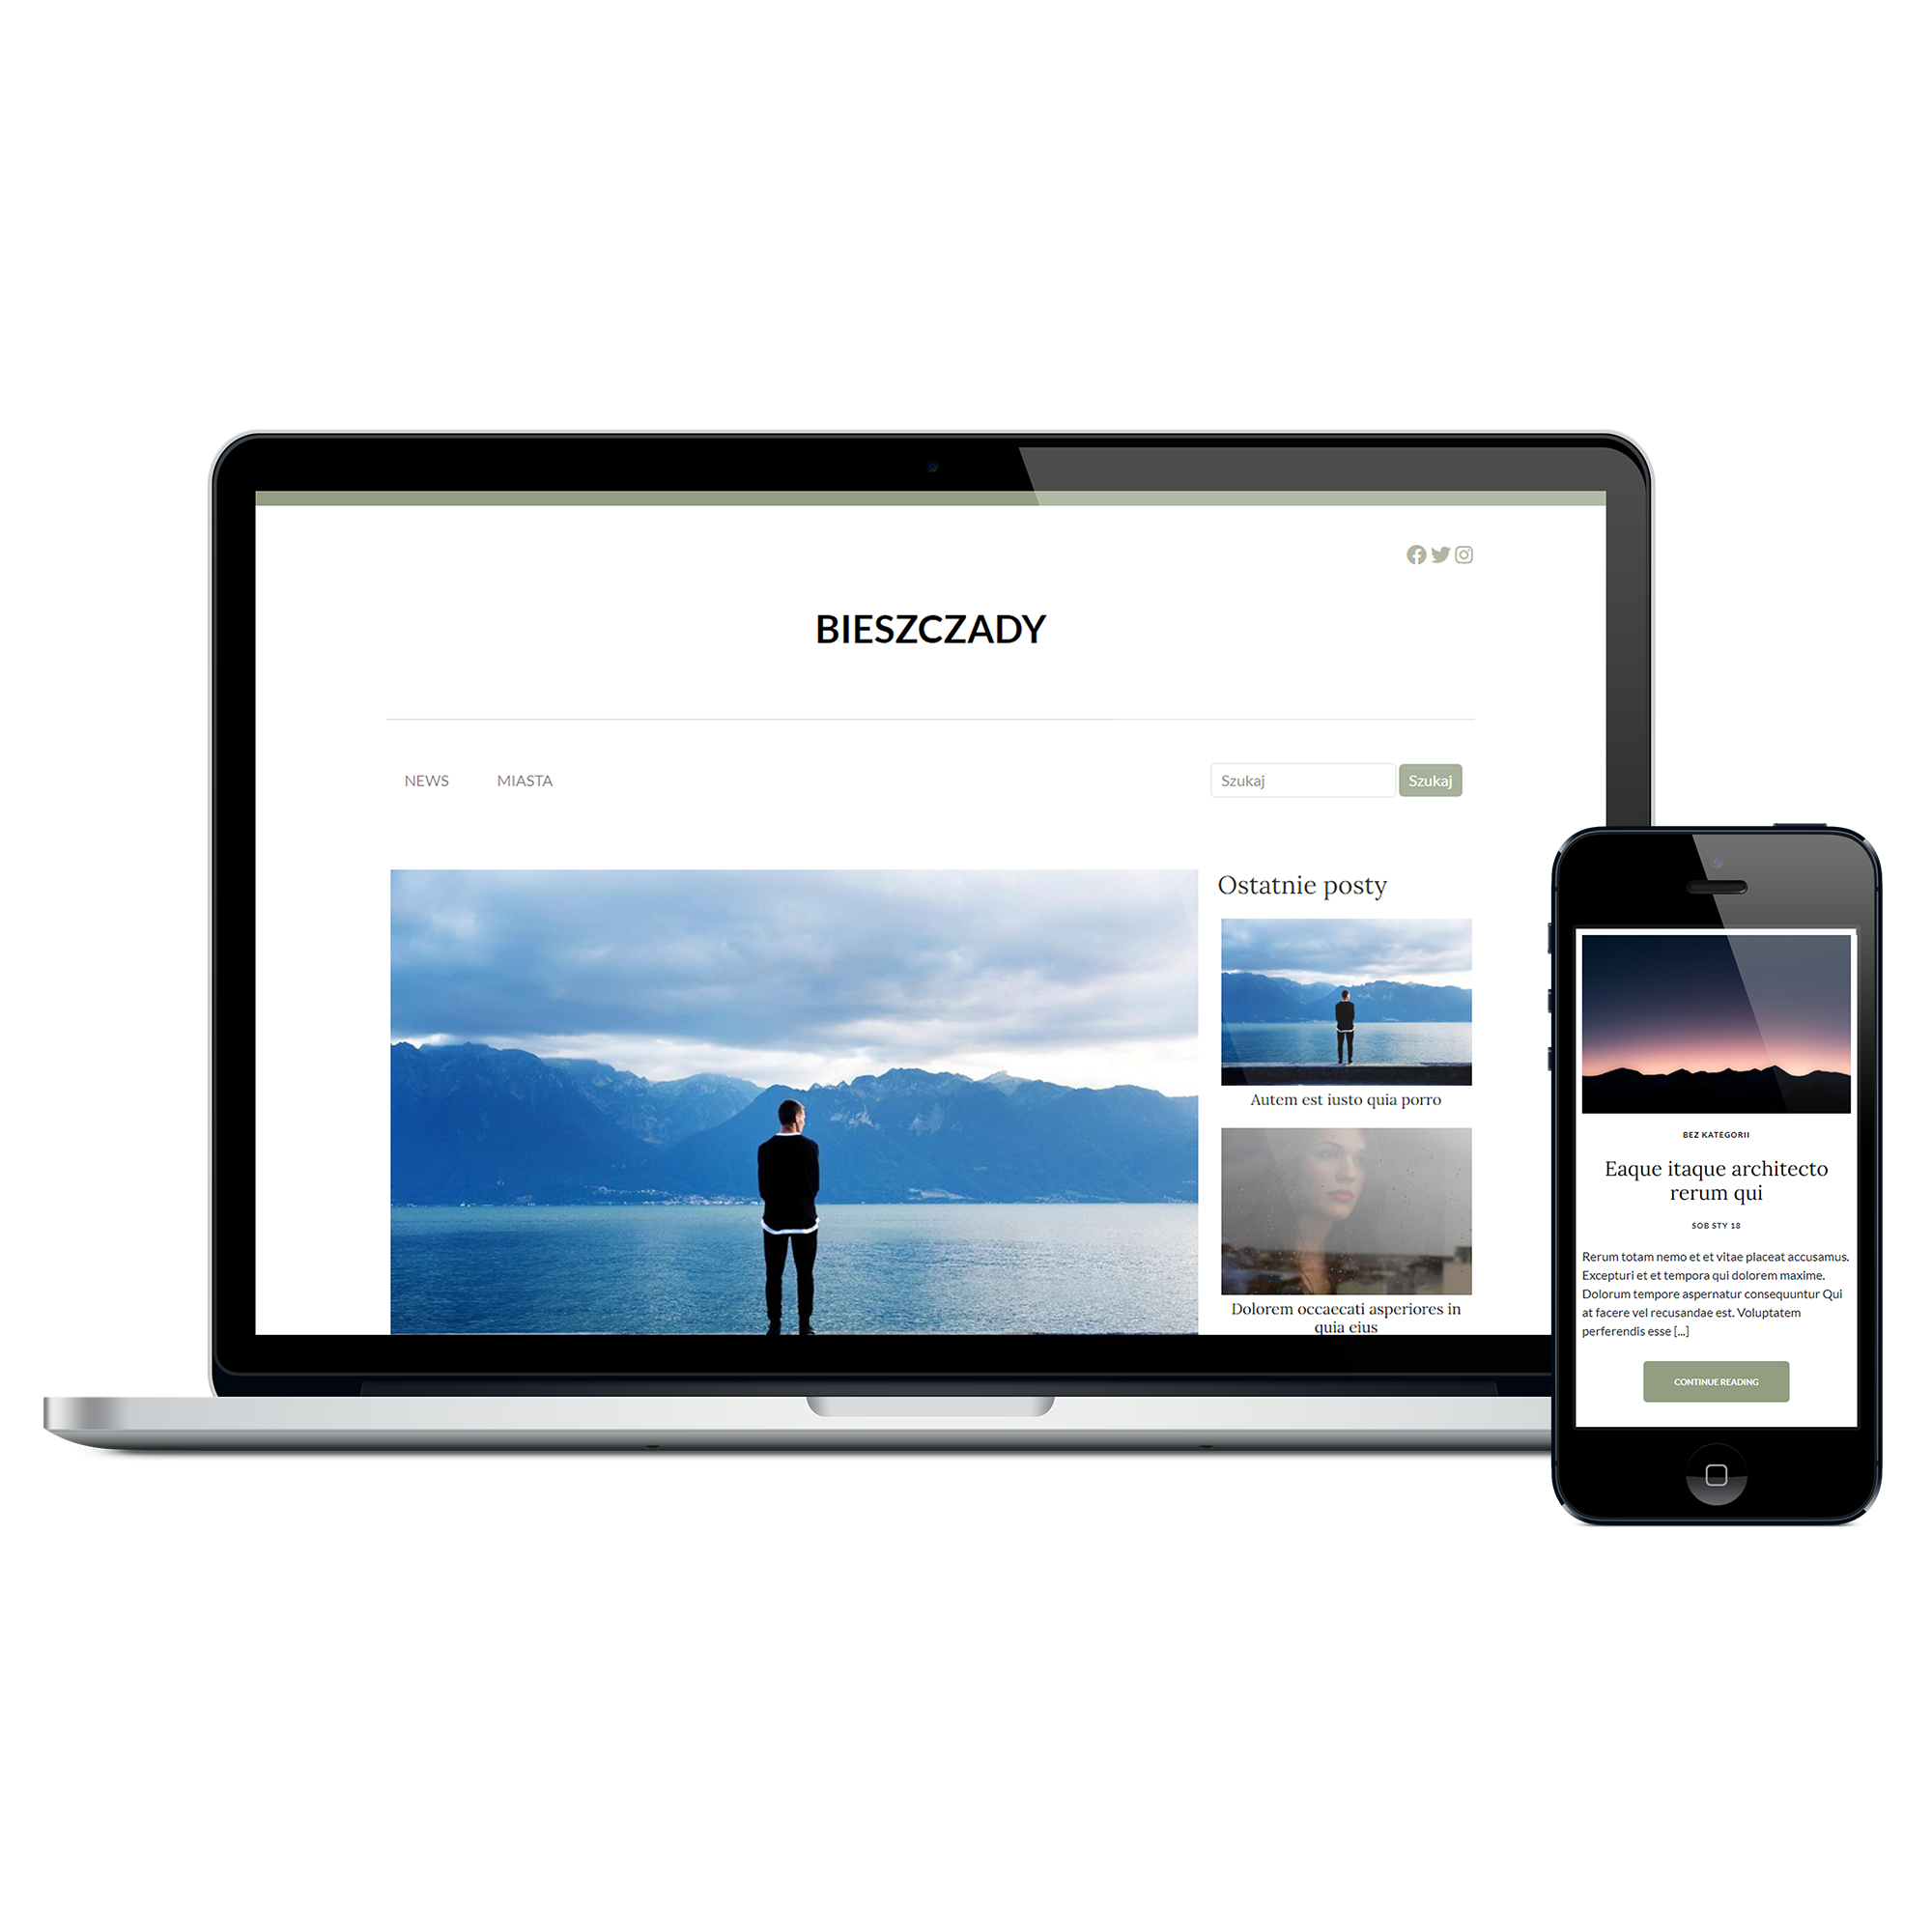 BIESZCZADY
NEWS
MIASTA
Szukaj
Szukaj
Ostatnie posty
Autem est iusto quia porro
Dolorem occaecati asperiores in
quia eius
BEZ KATEGORII
Eaque itaque architecto
rerum qui
SOB STY 18
Rerum totam nemo et et vitae placeat accusamus.
Excepturi et et tempora qui dolorem maxime.
Dolorum tempore aspernatur consequuntur Qui
at facere vel recusandae est. Voluptatem
perferendis esse [...]
CONTINUE READING